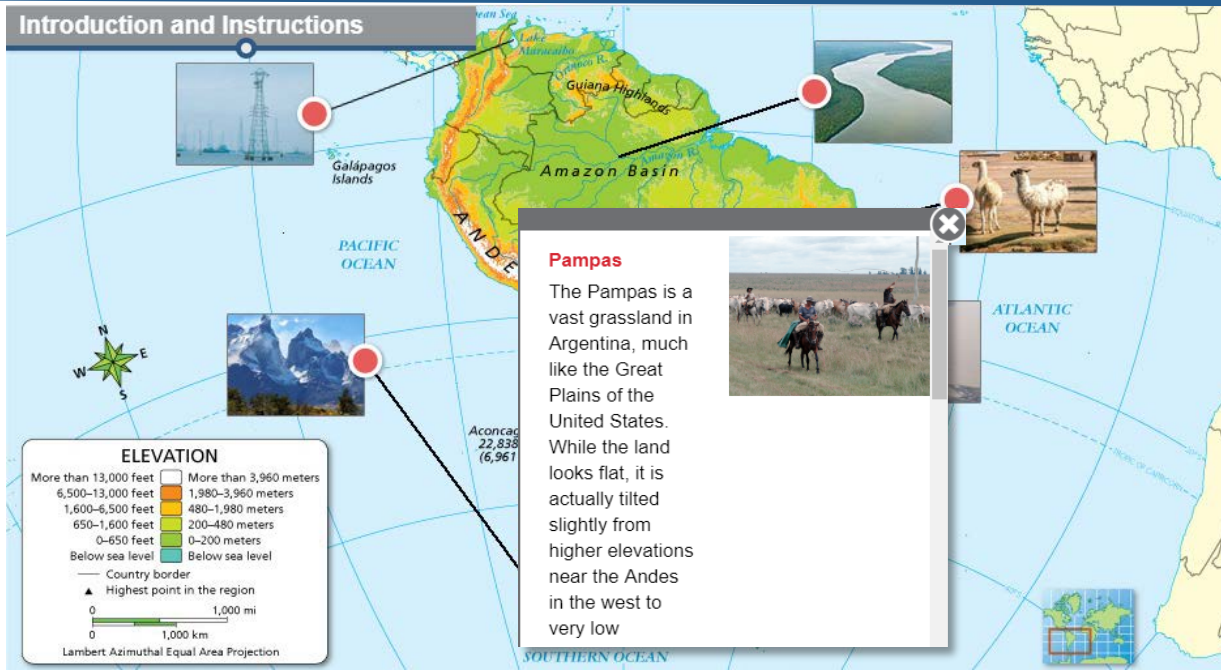 Introduction and Instructions
ean Sea
Lake
Maracaibo
Orinoco R.
Guiana Highlands
Galápagos
Islands
Amazon R.
Amazon Basin
EQUATOR
ANDE
PACIFIC
OCEAN
ATLANTIC
OCEAN
N
W E
S
Pampas
The Pampas is a
vast grassland in
Argentina, much
like the Great
Plains of the
United States.
While the land
looks flat, it is
actually tilted
slightly from
higher elevations
near the Andes
in the west to
very low
Aconcag
22,838
(6,961
TROPIC OF CAPRICORN
ELEVATION
More than 13,000 feet More than 3,960 meters
6,500–13,000 feet 1,980–3,960 meters
1,600–6,500 feet 480–1,980 meters
650–1,600 feet 200–480 meters
0–650 feet 0–200 meters
Below sea level Below sea level
Country border
Highest point in the region
0 1,000 mi
0 1,000 km
Lambert Azimuthal Equal Area Projection
SOUTHERN OCEAN